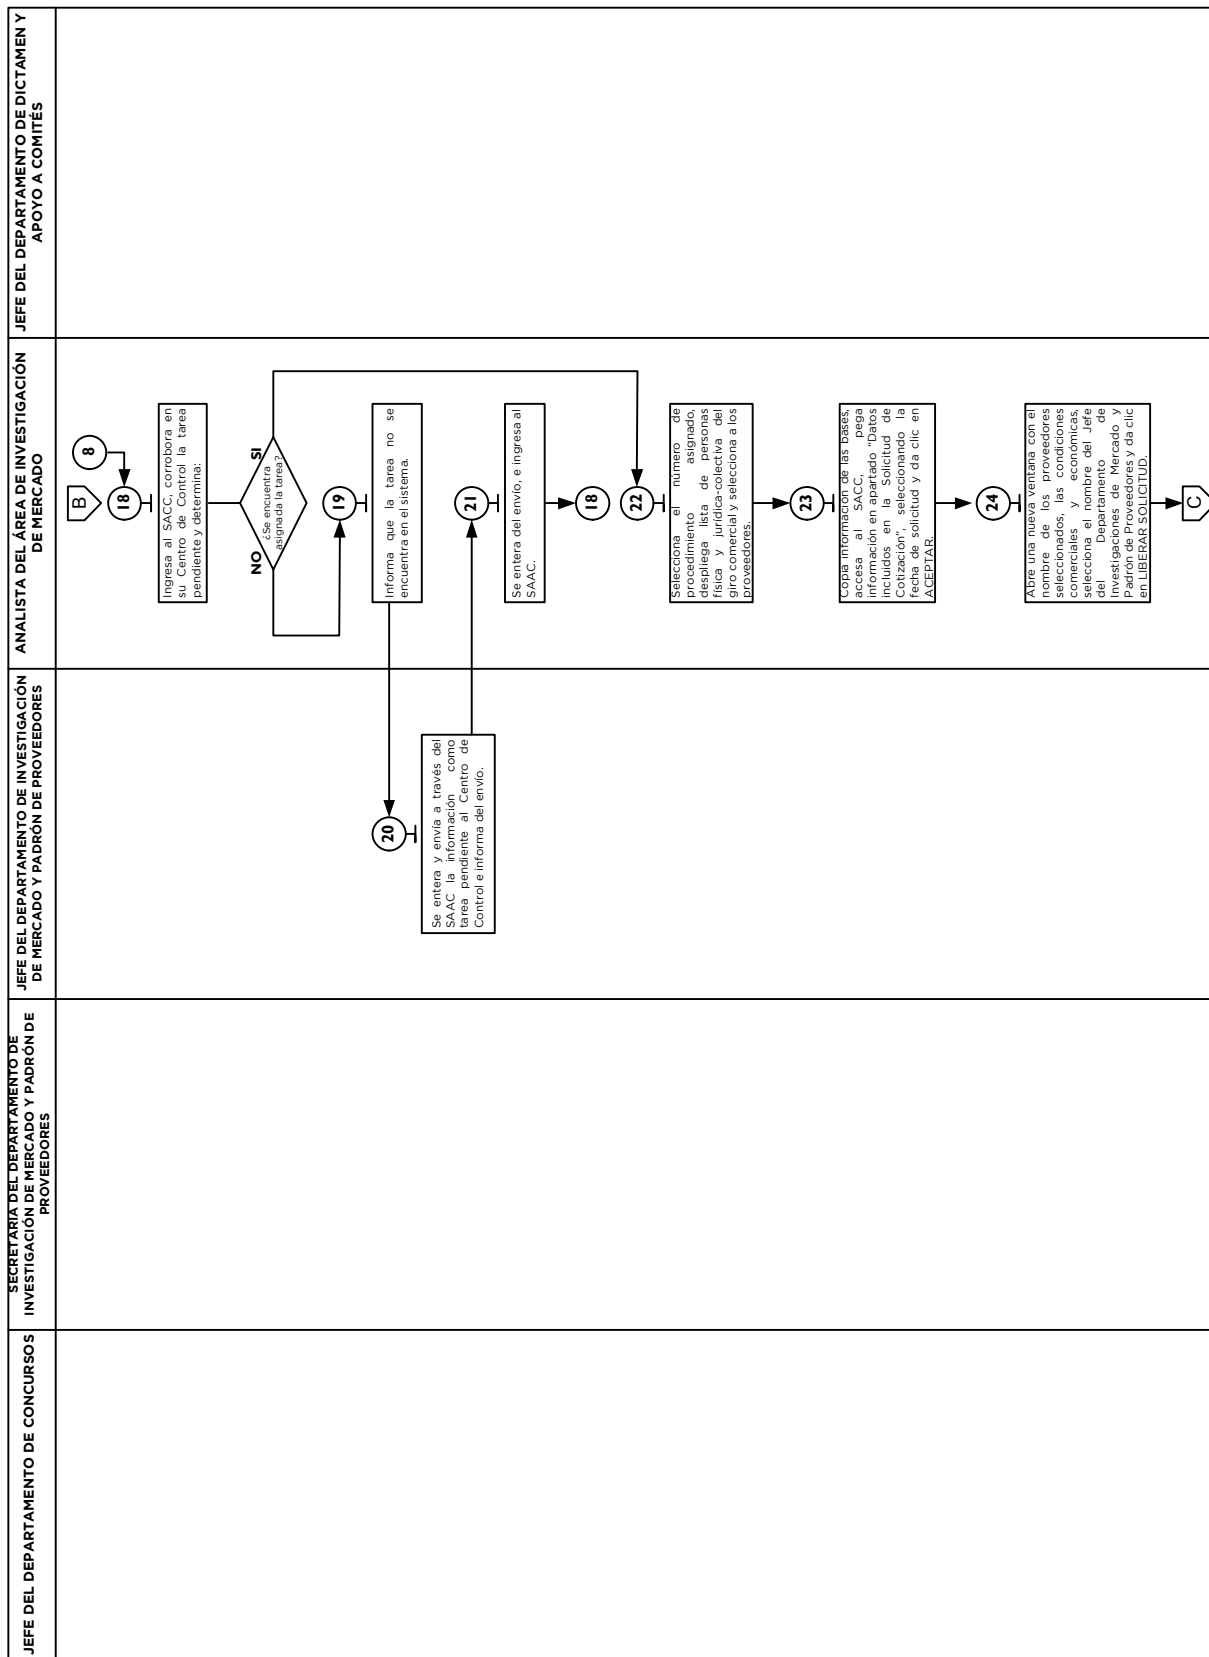 JEFE DEL DEPARTAMENTO DE CONCURSOS
SECRETARIA DEL DEPARTAMENTO DE
INVESTIGACIÓN DE MERCADO Y PADRÓN DE
PROVEEDORES
JEFE DEL DEPARTAMENTO DE INVESTIGACIÓN
DE MERCADO Y PADRÓN DE PROVEEDORES
ANALISTA DEL ÁREA DE INVESTIGACIÓN
DE MERCADO
JEFE DEL DEPARTAMENTO DE DICTAMEN Y
APOYO A COMITÉS
B
8
18
Ingresa al SACC, corrobora en
su Centro de Control la tarea
pendiente y determina:
NO
¿Se encuentra
asignada la tarea?
SI
19
Informa que la tarea no se
encuentra en el sistema.
20
Se entera y envía a través del
SAAC la información como
tarea pendiente al Centro de
Control e informa del envío.
21
Se entera del envío, e ingresa al
SAAC.
18
22
Selecciona el número de
procedimiento asignado,
despliega lista de personas
física y jurídica-colectiva del
giro comercial y selecciona a los
proveedores.
23
Copia información de las bases,
accesa al SACC, pega
información en apartado "Datos
incluidos en la Solicitud de
Cotización", seleccionando la
fecha de solicitud y da clic en
ACEPTAR.
24
Abre una nueva ventana con el
nombre de los proveedores
seleccionados, las condiciones
comerciales y económicas,
selecciona el nombre del Jefe
del Departamento de
Investigaciones de Mercado y
Padrón de Proveedores y da clic
en LIBERAR SOLICITUD.
C